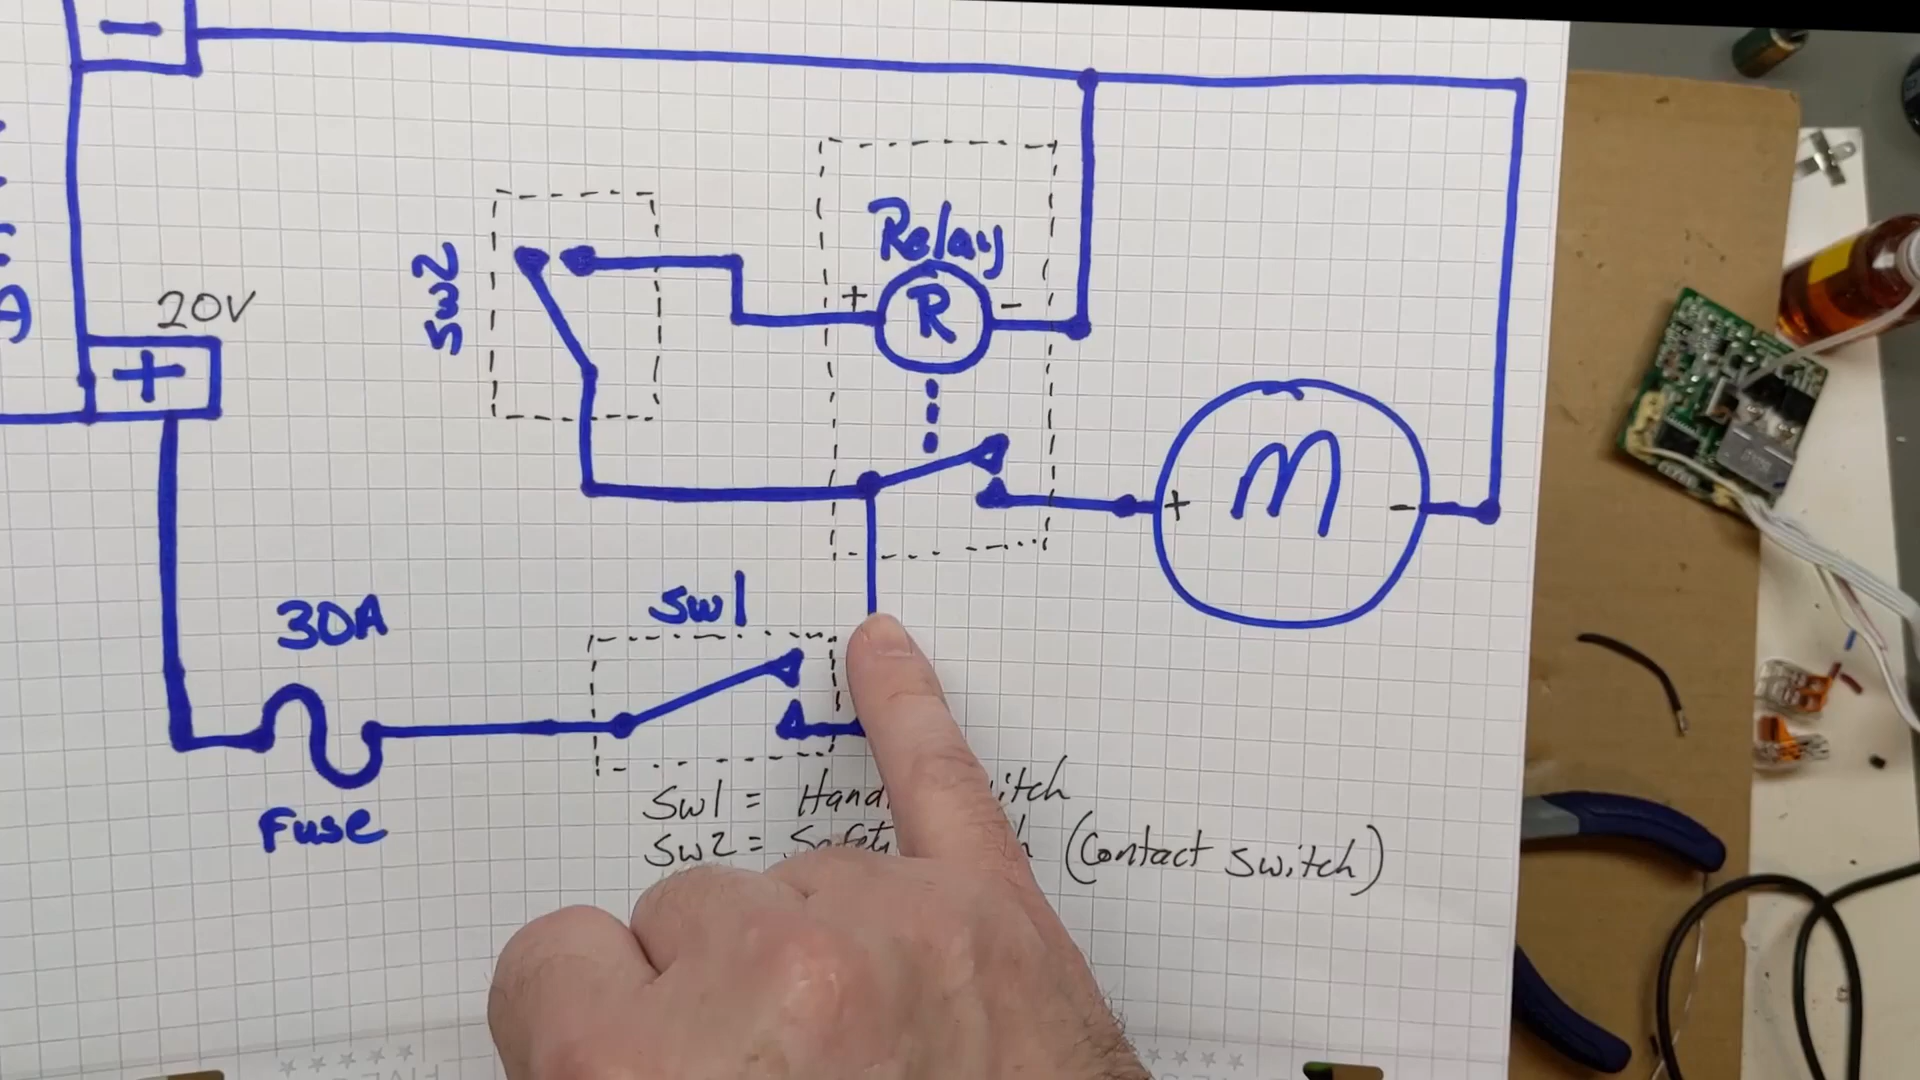 −
Relay
+
−
R
SW2
20V
+
+
M
−
30A
SW1
Fuse
SW1 =
SW2 =
(Contact switch)